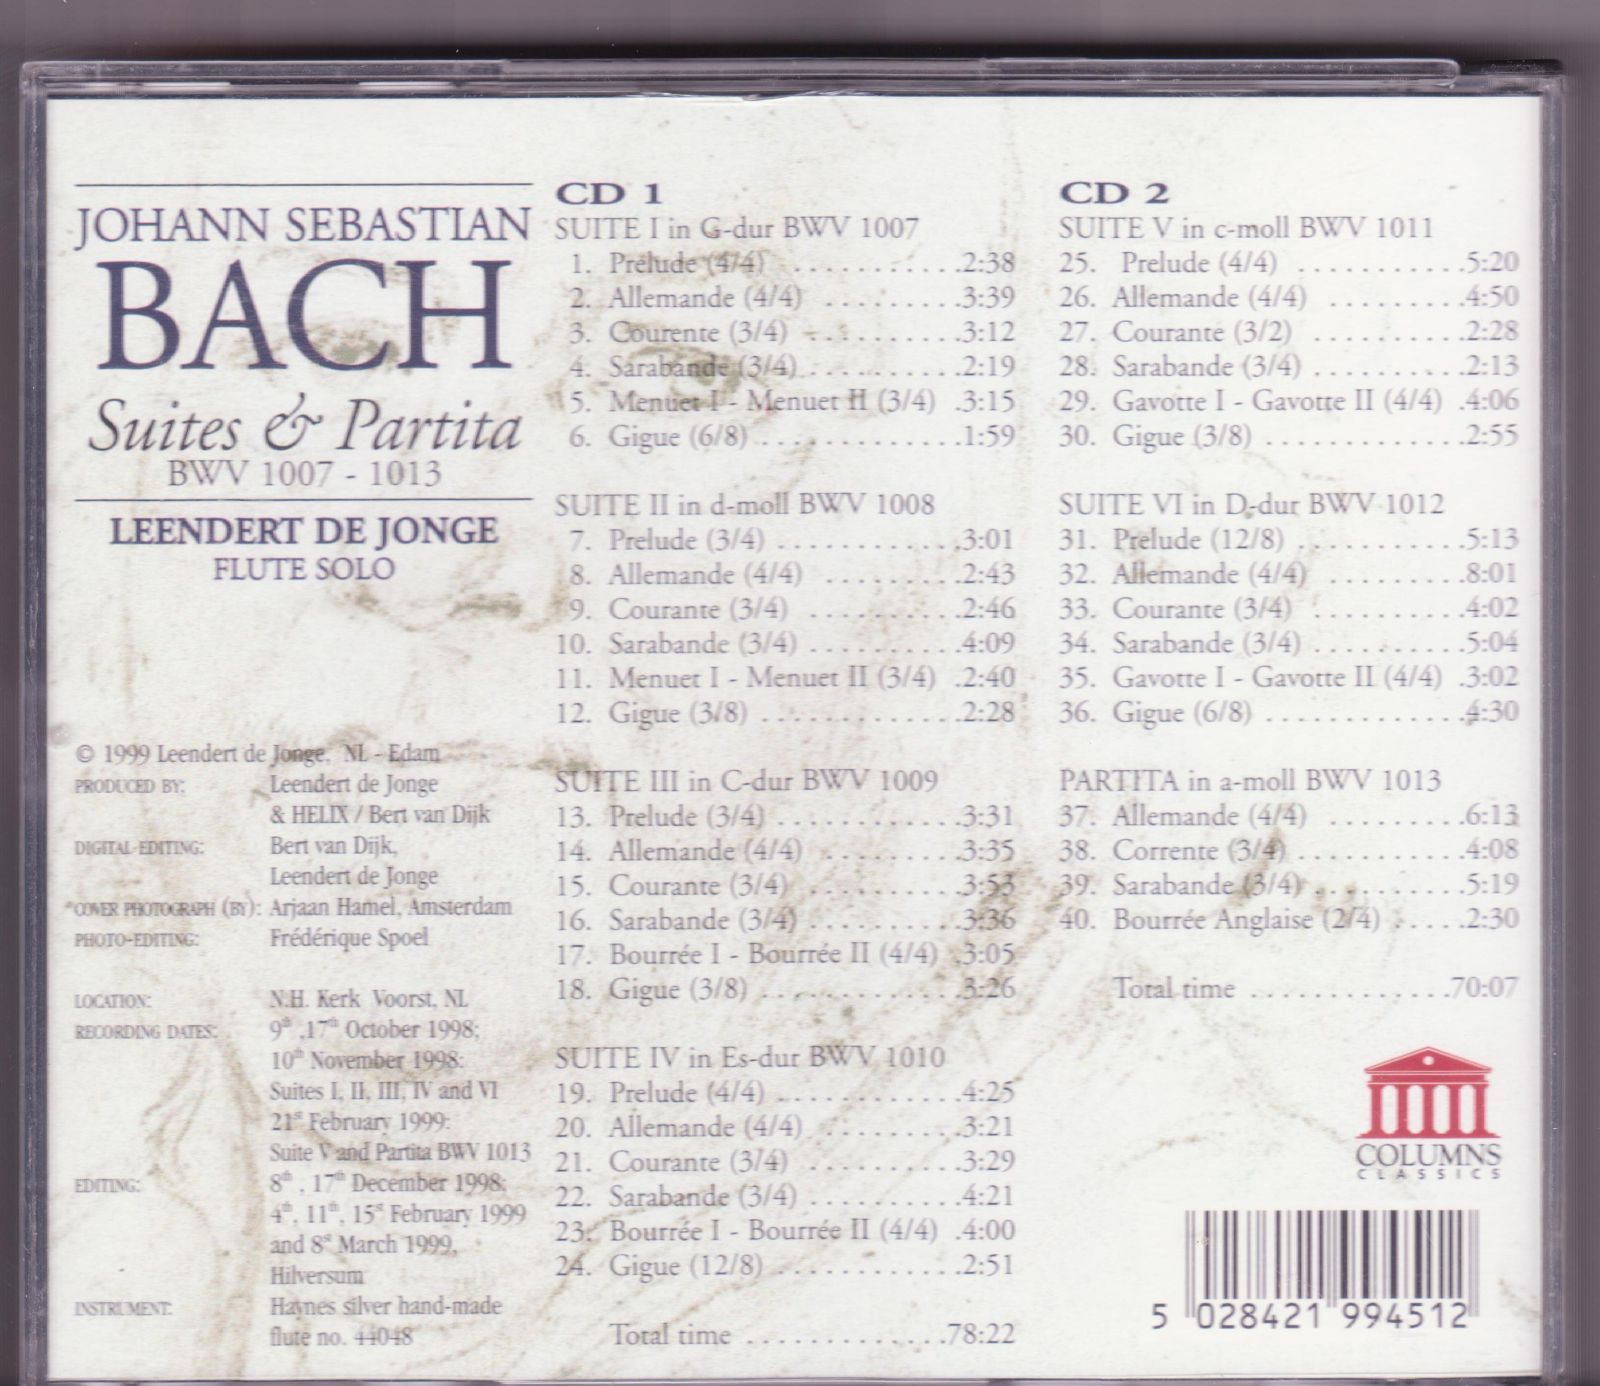 JOHANN SEBASTIAN
BACH
Suites & Partita
BWV 1007 - 1013
LEENDERT DE JONGE
FLUTE SOLO
© 1999 Leendert de Jonge, NL - Edam
PRODUCED BY: Leendert de Jonge
& HELIX / Bert van Dijk
DIGITAL-EDITING: Bert van Dijk,
Leendert de Jonge
COVER PHOTOGRAPH (BY): Arjaan Hamel, Amsterdam
PHOTO-EDITING: Frédérique Spoel
LOCATION: N.H. Kerk Voorst, NL
RECORDING DATES: 9th ,17th October 1998;
10th November 1998:
Suites I, II, III, IV and VI
21st February 1999:
Suite V and Partita BWV 1013
EDITING: 8th , 17th December 1998;
4th, 11th, 15st February 1999
and 8st March 1999,
Hilversum
INSTRUMENT: Haynes silver hand-made
flute no. 44048
CD 1
SUITE I in G-dur BWV 1007
1. Prelude (4/4) ............2:38
2. Allemande (4/4) .........3:39
3. Courente (3/4) ..........3:12
4. Sarabande (3/4) ..........2:19
5. Menuet I - Menuet II (3/4) .3:15
6. Gigue (6/8) .............1:59
SUITE II in d-moll BWV 1008
7. Prelude (3/4) ............3:01
8. Allemande (4/4) .........2:43
9. Courante (3/4) ..........2:46
10. Sarabande (3/4) ..........4:09
11. Menuet I - Menuet II (3/4) .2:40
12. Gigue (3/8) .............2:28
SUITE III in C-dur BWV 1009
13. Prelude (3/4) ............3:31
14. Allemande (4/4) .........3:35
15. Courante (3/4) ..........3:53
16. Sarabande (3/4) ..........3:36
17. Bourrée I - Bourrée II (4/4) .3:05
18. Gigue (3/8) .............3:26
SUITE IV in Es-dur BWV 1010
19. Prelude (4/4) ............4:25
20. Allemande (4/4) .........3:21
21. Courante (3/4) ..........3:29
22. Sarabande (3/4) ..........4:21
23. Bourrée I - Bourrée II (4/4) .4:00
24. Gigue (12/8) ............2:51
Total time .............78:22
CD 2
SUITE V in c-moll BWV 1011
25. Prelude (4/4) ...........5:20
26. Allemande (4/4) .........4:50
27. Courante (3/2) ..........2:28
28. Sarabande (3/4) ..........2:13
29. Gavotte I - Gavotte II (4/4) .4:06
30. Gigue (3/8) .............2:55
SUITE VI in D-dur BWV 1012
31. Prelude (12/8) ...........5:13
32. Allemande (4/4) .........8:01
33. Courante (3/4) ..........4:02
34. Sarabande (3/4) ..........5:04
35. Gavotte I - Gavotte II (4/4) .3:02
36. Gigue (6/8) .............4:30
PARTITA in a-moll BWV 1013
37. Allemande (4/4) .........6:13
38. Corrente (3/4) ...........4:08
39. Sarabande (3/4) ..........5:19
40. Bourrée Anglaise (2/4) .....2:30
Total time .............70:07
COLUMNS
CLASSICS
5 028421 994512